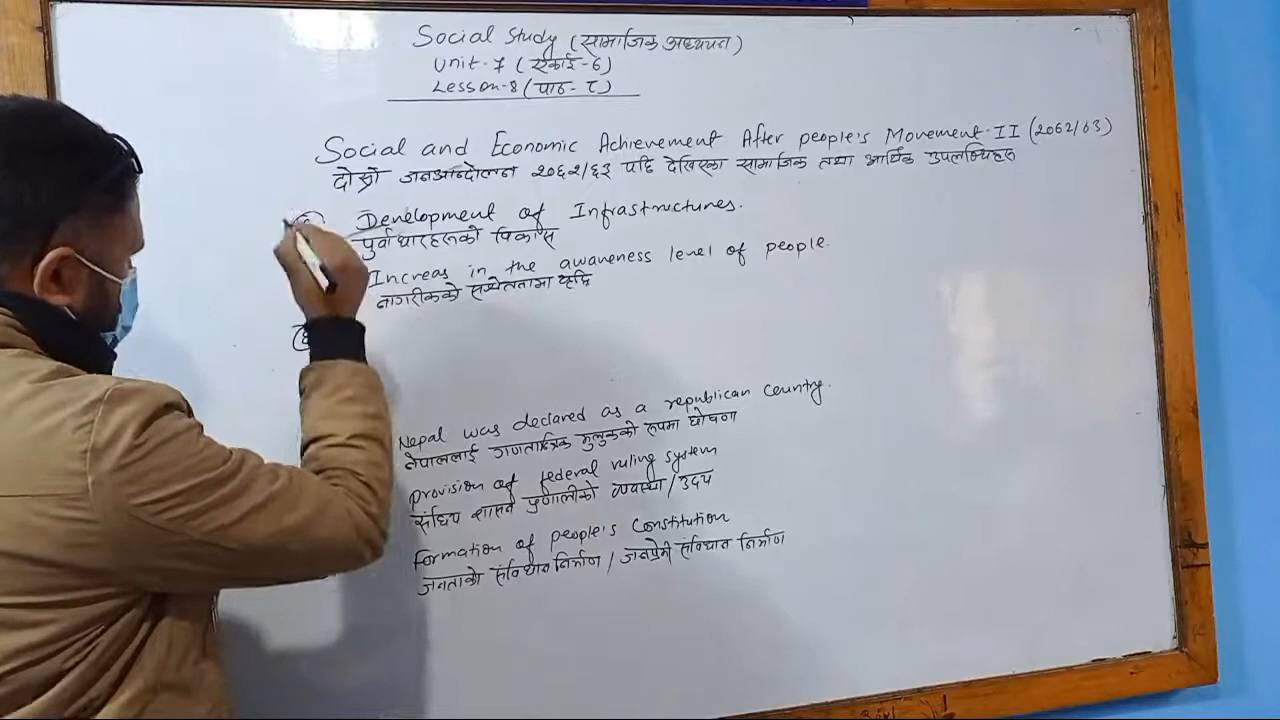 Social Study (सामाजिक अध्ययन)
Unit-7 (एकाई-6)
Lesson-8 (पाठ-८)
Social and Economic Achievement After people's Movement-II (2062/63)
दोस्रो जनआन्दोलन २०६२/६३ पछि देखिएका सामाजिक तथा आर्थिक उपलब्धिहरु
Development of Infrastructures.
पुर्वाधारहरुको विकास
Increas in the awareness level of people.
नागरीकको सचेतनामा वृद्दि
Nepal was declared as a republican country.
नेपाललाई गणतान्त्रिक मुलुकको रुपमा घोषणा
provision of federal ruling system
संघिय शासन प्रणालीको व्यवस्था / उदय
formation of people's Constitution
जनताको संविधान निर्माण / जनप्रेमी संविधान निर्माण